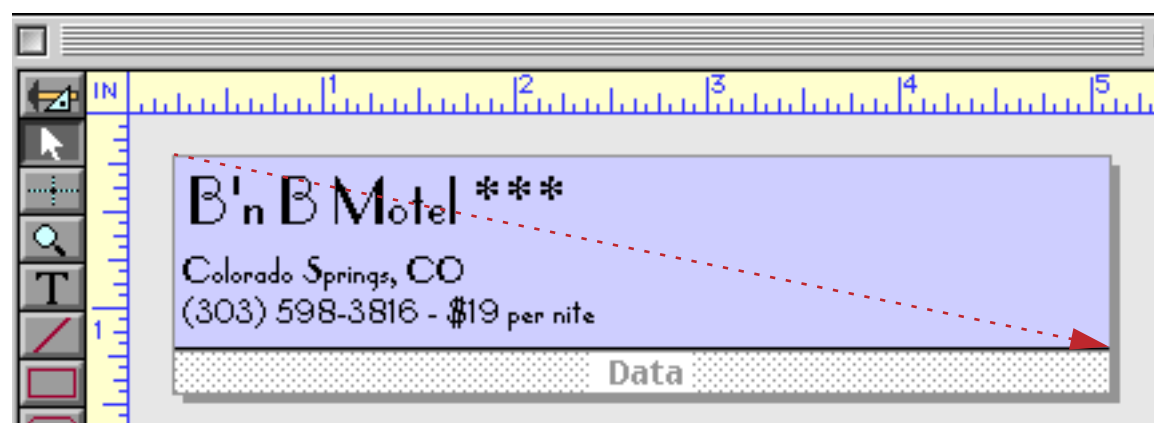 IN 1 2 3 4 5
B'n B Motel ***
Colorado Springs, CO
T
(303) 598-3816 - $19 per nite
1
Data